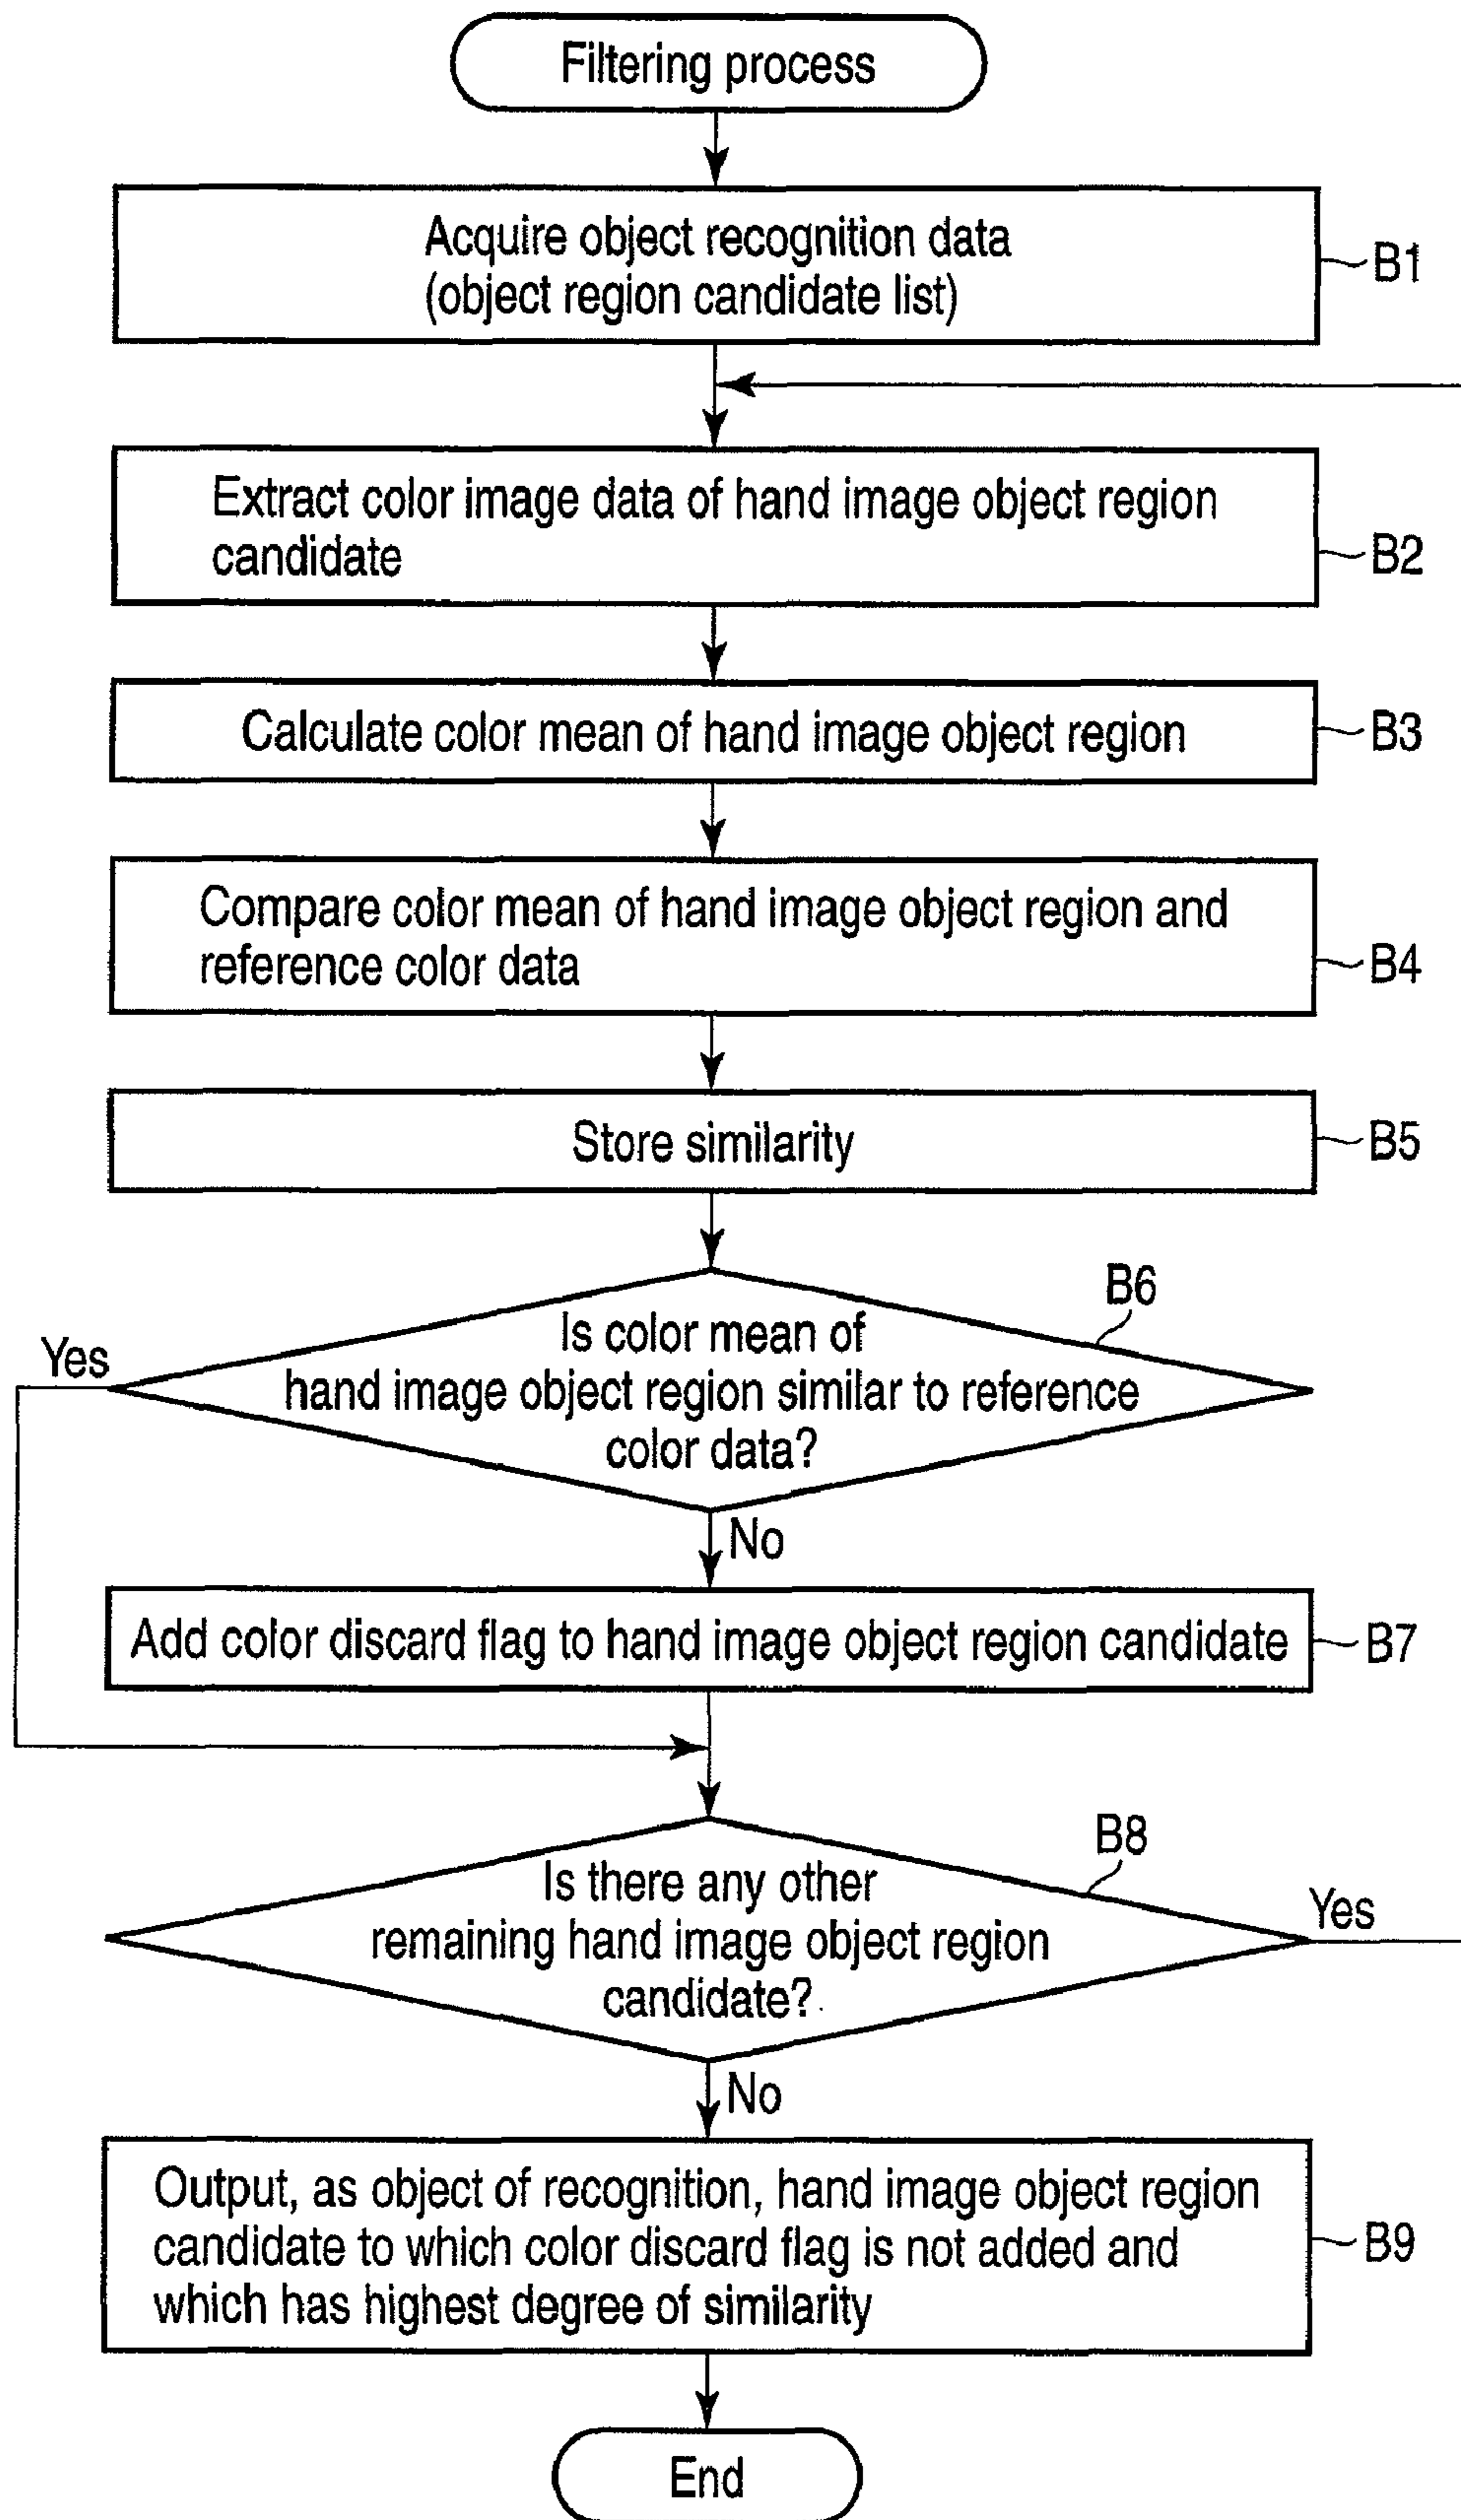 Filtering process
Acquire object recognition data
(object region candidate list)
B1
Extract color image data of hand image object region
candidate
B2
Calculate color mean of hand image object region
B3
Compare color mean of hand image object region and
reference color data
B4
Store similarity
B5
B6
Is color mean of
hand image object region similar to reference
color data?
Yes
No
Add color discard flag to hand image object region candidate
B7
B8
Is there any other
remaining hand image object region
candidate?
Yes
No
Output, as object of recognition, hand image object region
candidate to which color discard flag is not added and
which has highest degree of similarity
B9
End